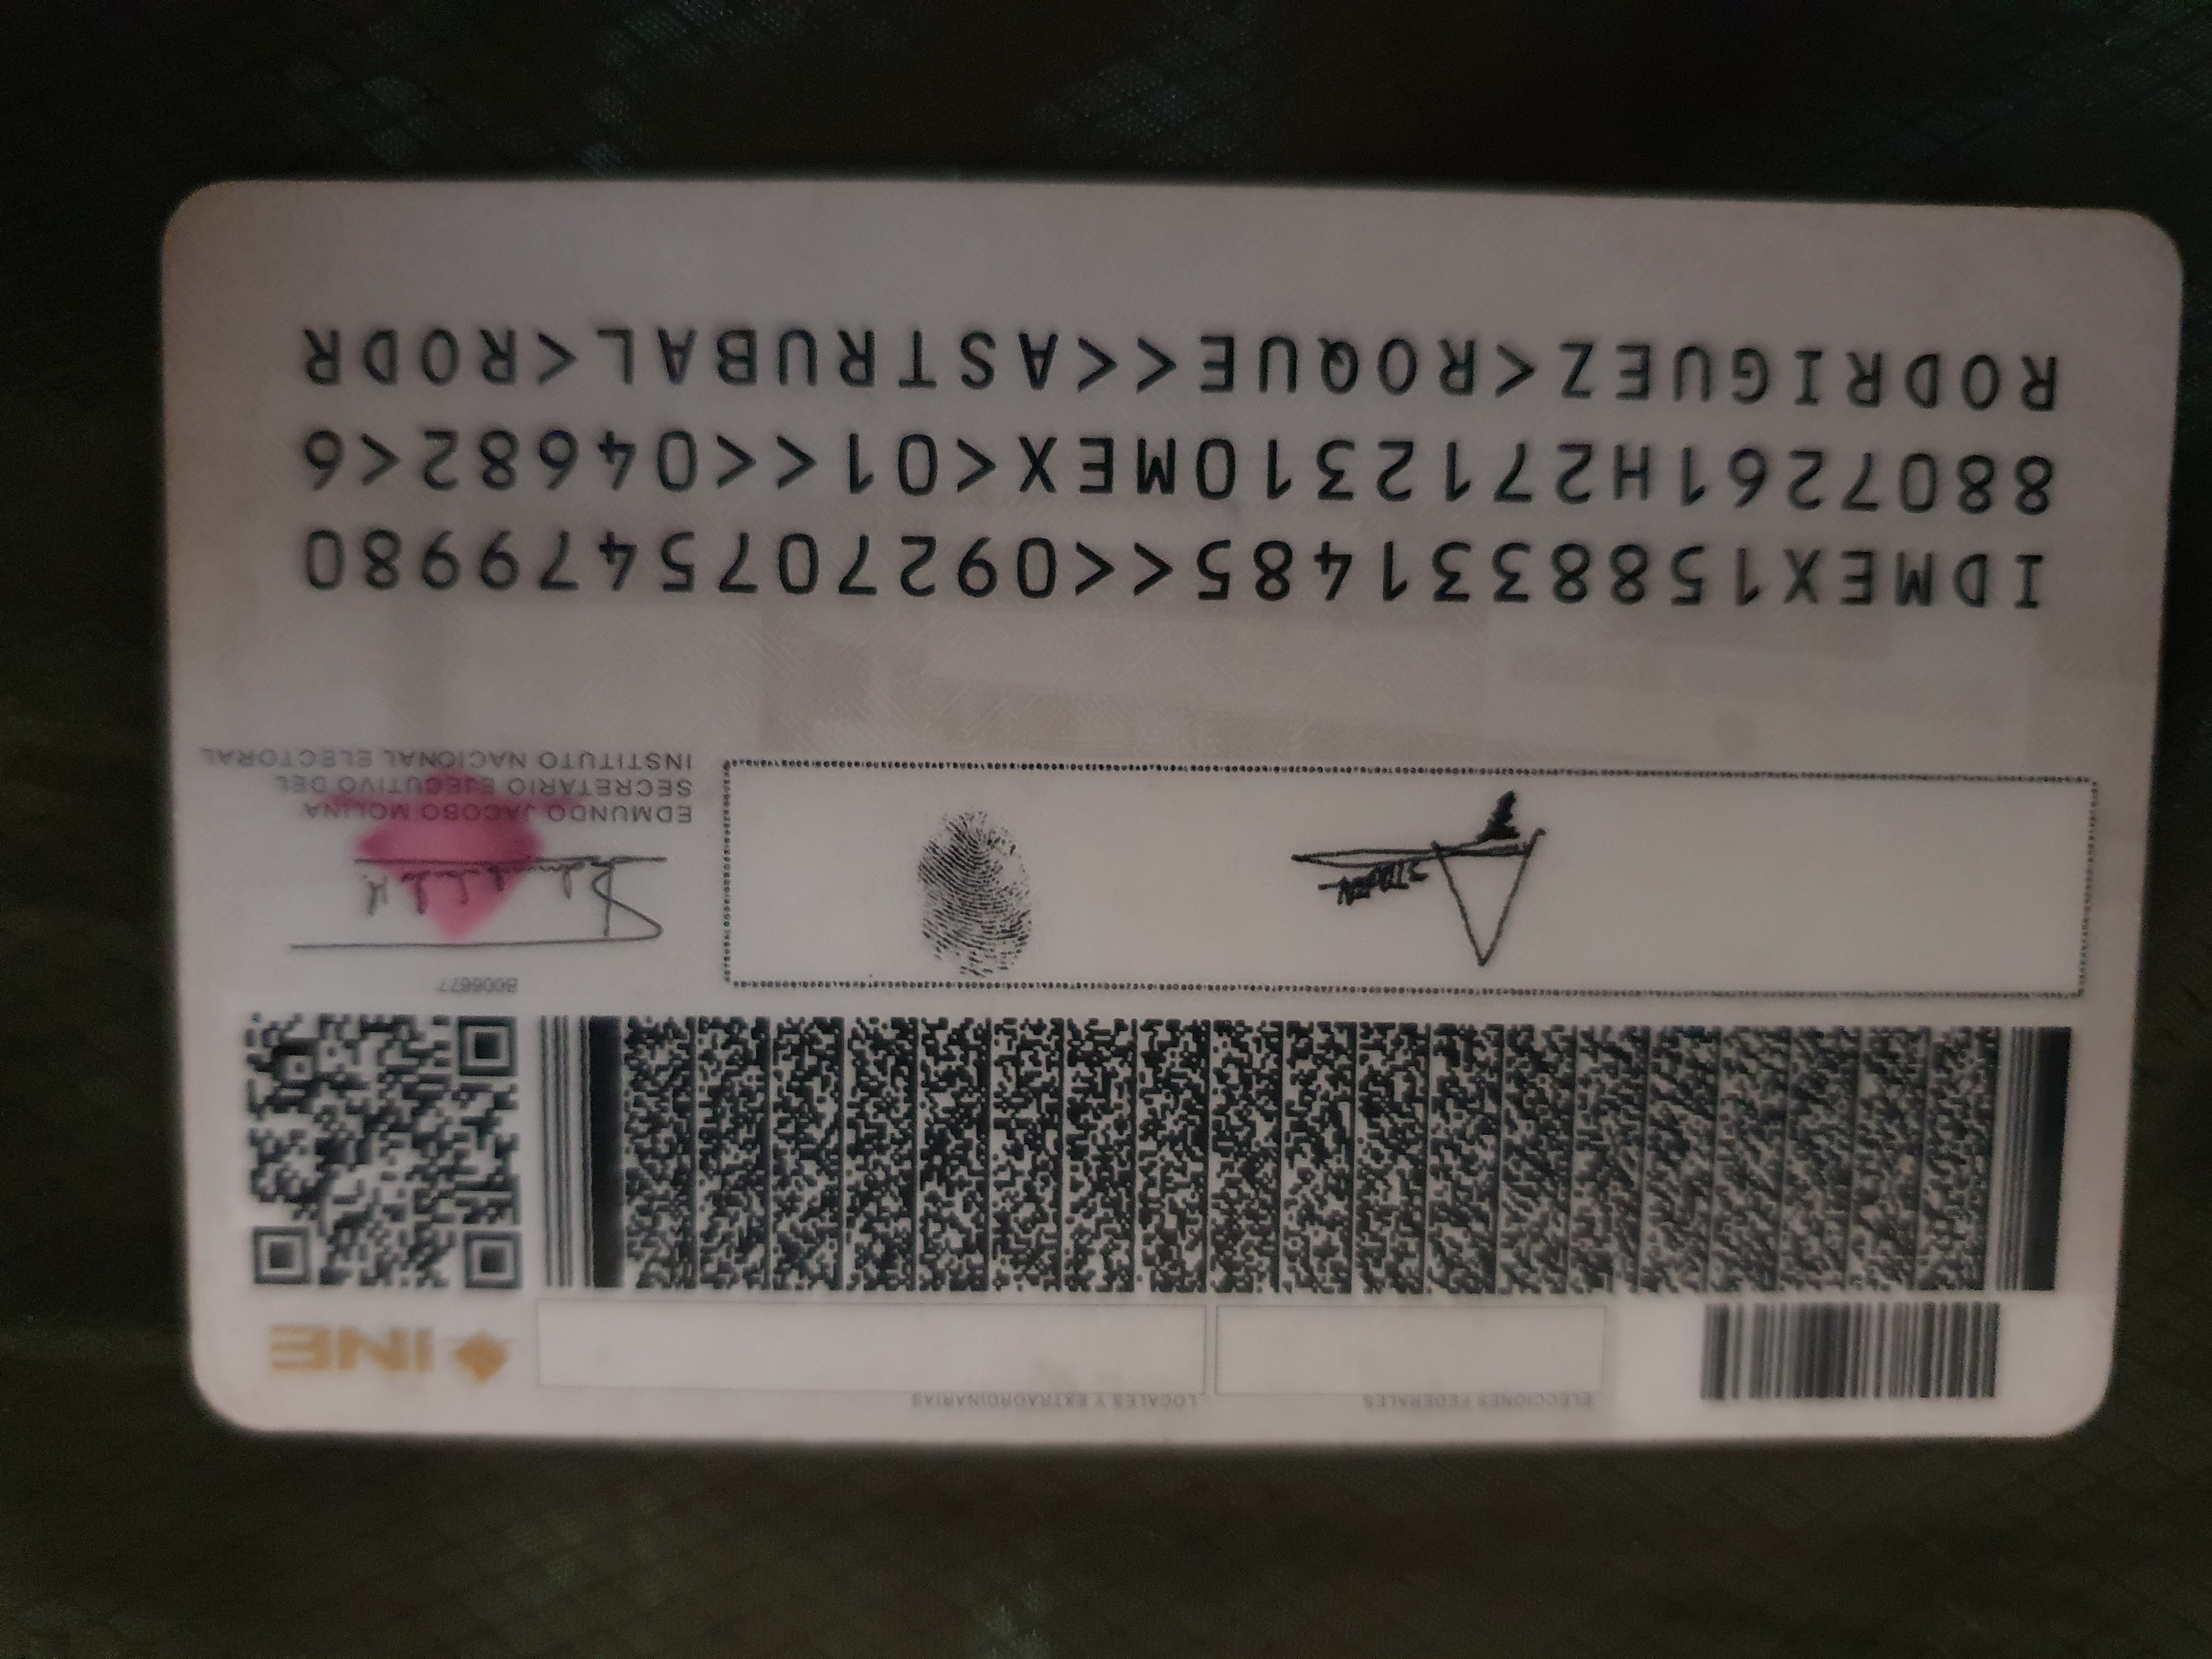 ELECCIONES FEDERALES
LOCALES Y EXTRAORDINARIAS
INE
8006677
EDMUNDO JACOBO MOLINA
SECRETARIO EJECUTIVO DEL
INSTITUTO NACIONAL ELECTORAL
IDMEX1588331485<<0927075479980
8807261H2712310MEX<01<<04682<6
RODRIGUEZ<ROQUE<<ASTRUBAL<RODR